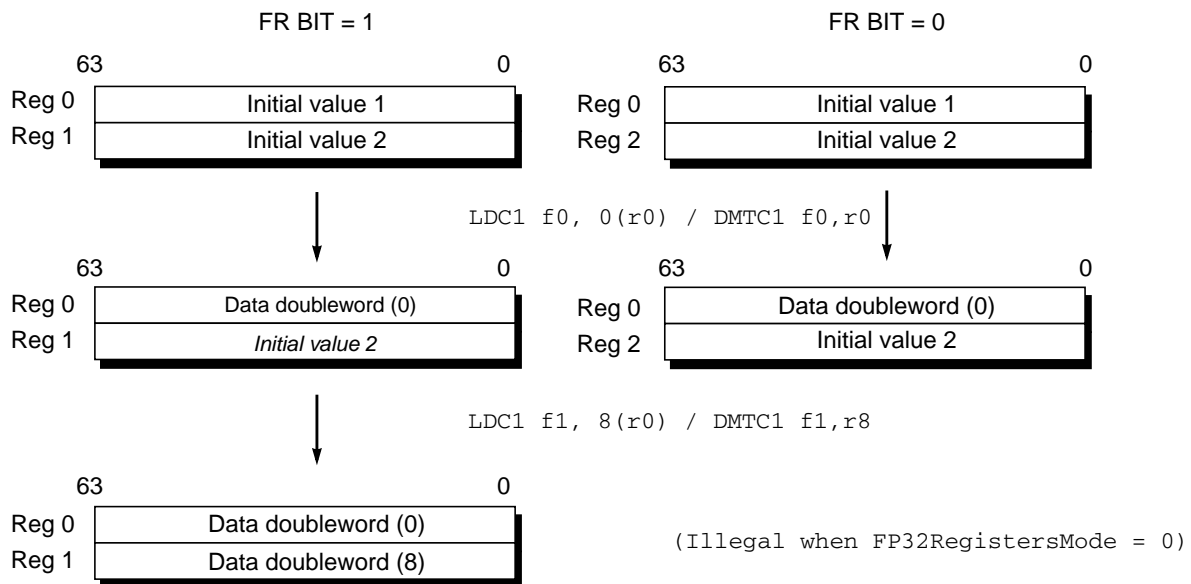 FR BIT = 1 FR BIT = 0
63 0 63 0
Reg 0 Initial value 1 Reg 0 Initial value 1
Reg 1 Initial value 2 Reg 2 Initial value 2
LDC1 f0, 0(r0) / DMTC1 f0,r0
63 0 63 0
Reg 0 Data doubleword (0) Reg 0 Data doubleword (0)
Reg 1 Initial value 2 Reg 2 Initial value 2
LDC1 f1, 8(r0) / DMTC1 f1,r8
63 0
Reg 0 Data doubleword (0)
(Illegal when FP32RegistersMode = 0)
Reg 1 Data doubleword (8)